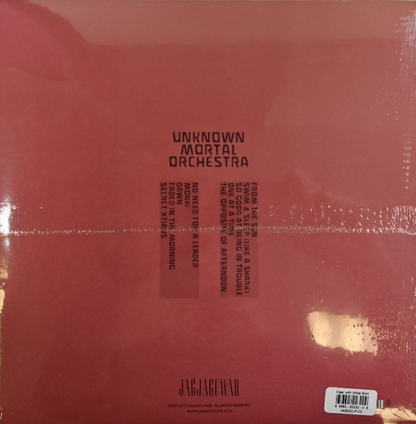 UNKNOWN
MORTAL
ORCHESTRA
FROM THE SUN
SWIM & SLEEP (LIKE A SHARK)
SO GOOD AT BEING IN TROUBLE
ONE AT A TIME
THE OPPOSITE OF AFTERNOON
NO NEED FOR A LEADER
MONKI
DAWN
FADED IN THE MORNING
SECRET XTIANS
JAGJAGUWAR